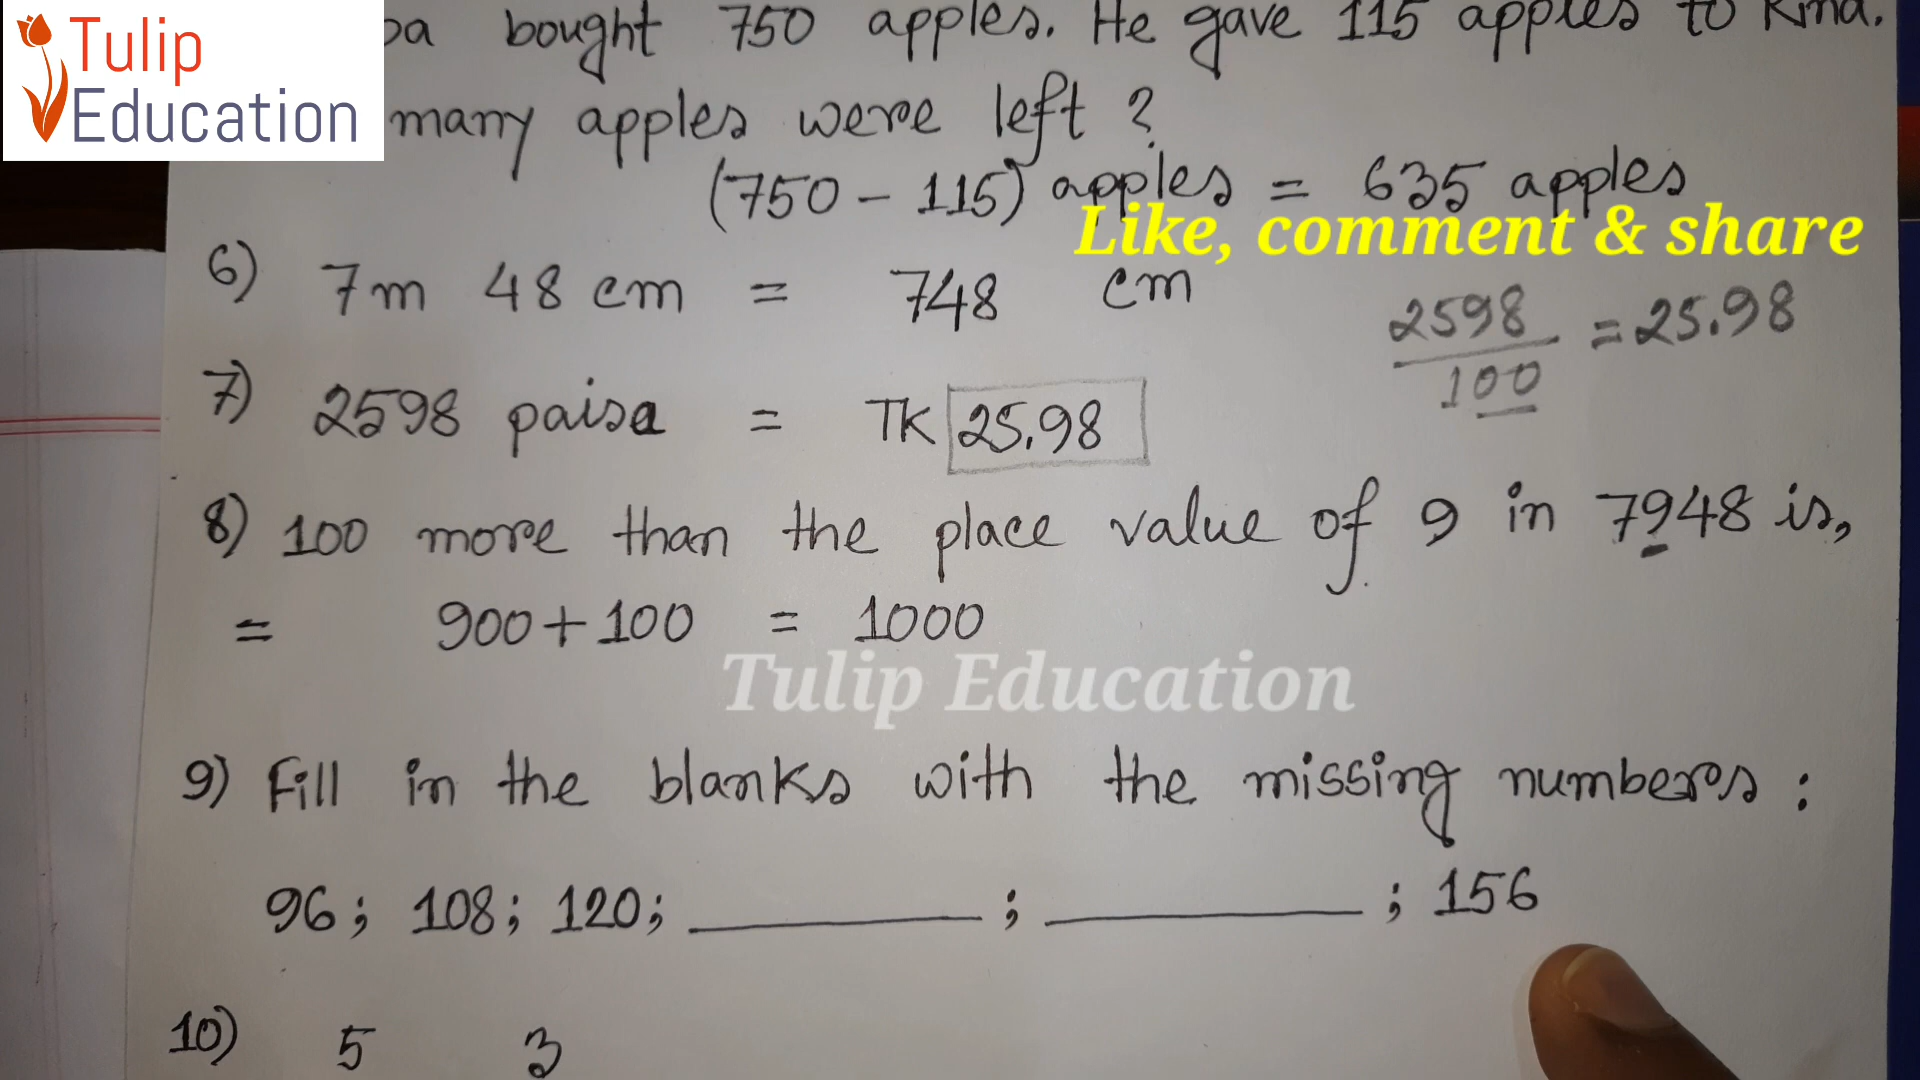 Tulip
Education
bought 750 apples. He gave 115 apples to Rina.
many apples were left ?
(750 - 115) apples = 635 apples
Like, comment & share
6) 7m 48 cm = 748 cm
2598
100
= 25.98
7) 2598 paisa = TK 25.98
8) 100 more than the place value of 9 in 7948 is,
= 900 + 100 = 1000
Tulip Education
9) Fill in the blanks with the missing numbers :
96; 108; 120; ________ ; ________ ; 156
10) 5 3